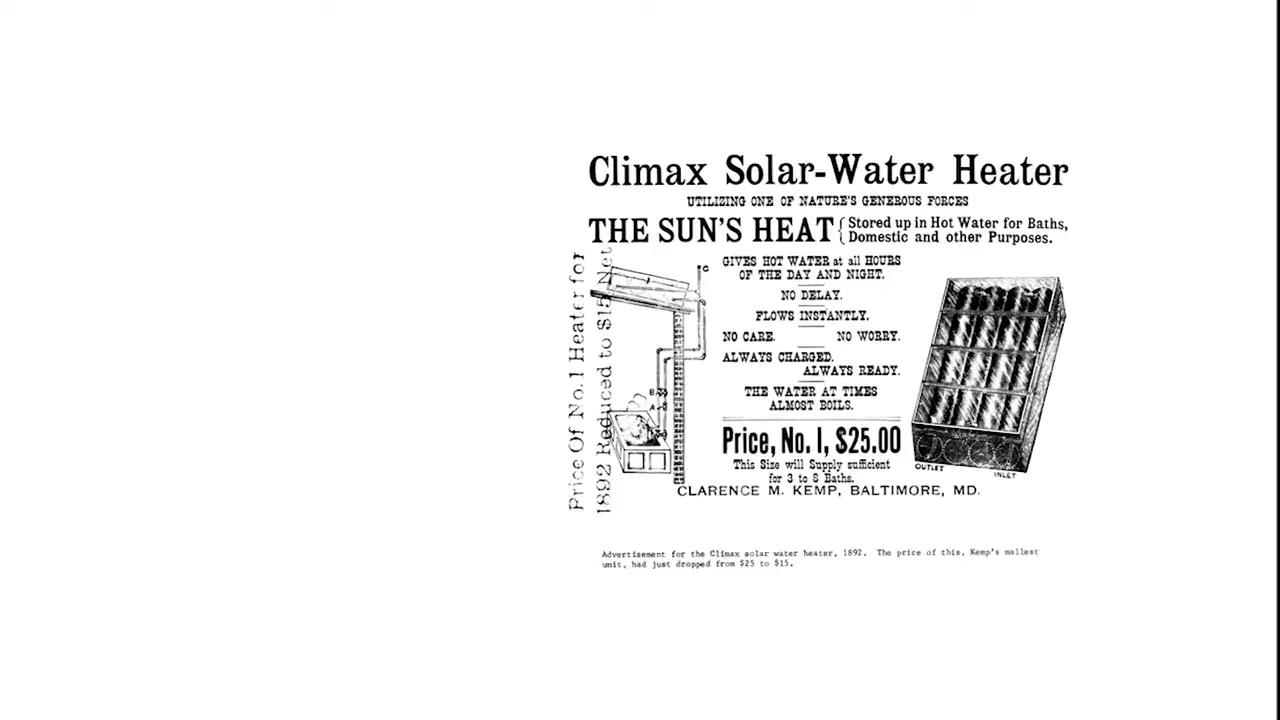 Climax Solar-Water Heater
UTILIZING ONE OF NATURE'S GENEROUS FORCES
THE SUN'S HEAT { Stored up in Hot Water for Baths,
Domestic and other Purposes.
Price Of No. 1 Heater for
1892 Reduced to $15 Net
C
GIVES HOT WATER at all HOURS
OF THE DAY AND NIGHT.
NO DELAY.
FLOWS INSTANTLY.
NO CARE. NO WORRY.
ALWAYS CHARGED.
ALWAYS READY.
THE WATER AT TIMES
ALMOST BOILS.
B
A
Price, No. 1, $25.00
This Size will Supply sufficient
for 3 to 8 Baths.
OUTLET
INLET
CLARENCE M. KEMP, BALTIMORE, MD.
Advertisement for the Climax solar water heater, 1892. The price of this, Kemp's mallest
unit, had just dropped from $25 to $15.